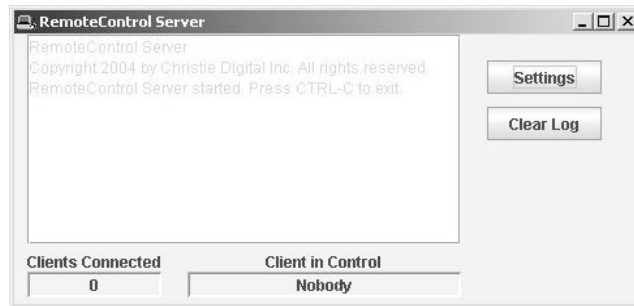 RemoteControl Server
RemoteControl Server
Copyright 2004 by Christie Digital Inc. All rights reserved.
RemoteControl Server started. Press CTRL-C to exit.
Settings
Clear Log
Clients Connected
Client in Control
0
Nobody